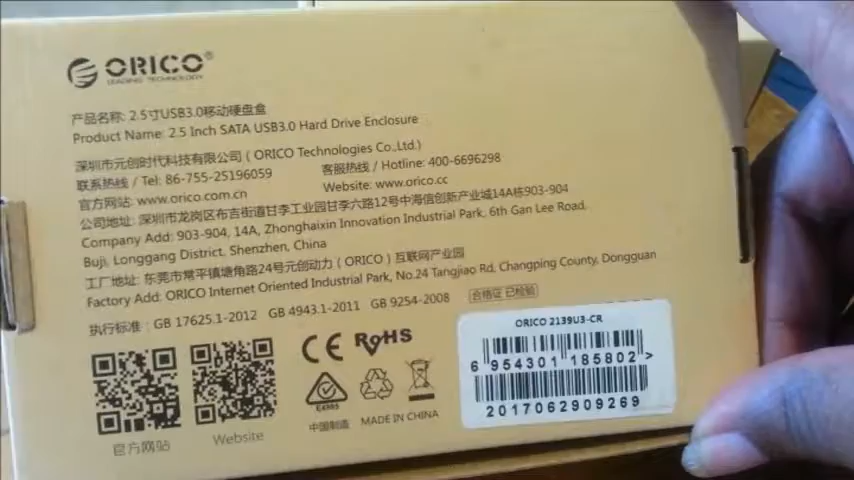 ORICO®
LEADING TECHNOLOGY
产品名称: 2.5寸USB3.0移动硬盘盒
Product Name: 2.5 Inch SATA USB3.0 Hard Drive Enclosure
深圳市元创时代科技有限公司 ( ORICO Technologies Co.,Ltd.)
联系热线 / Tel: 86-755-25196059 客服热线 / Hotline: 400-6696298
官方网站: www.orico.com.cn Website: www.orico.cc
公司地址: 深圳市龙岗区布吉街道甘李工业园甘李六路12号中海信创新产业城14A栋903-904
Company Add: 903-904, 14A, Zhonghaixin Innovation Industrial Park, 6th Gan Lee Road,
Buji, Longgang District, Shenzhen, China
工厂地址: 东莞市常平镇塘角路24号元创动力 ( ORICO ) 互联网产业园
Factory Add: ORICO Internet Oriented Industrial Park, No.24 Tangjiao Rd, Changping County, Dongguan
执行标准: GB 17625.1-2012 GB 4943.1-2011 GB 9254-2008 合格证 已检验
CE RoHS
中国制造 MADE IN CHINA
官方网站 Website
ORICO 2139U3-CR
6 954301 185802 >
2017062909269